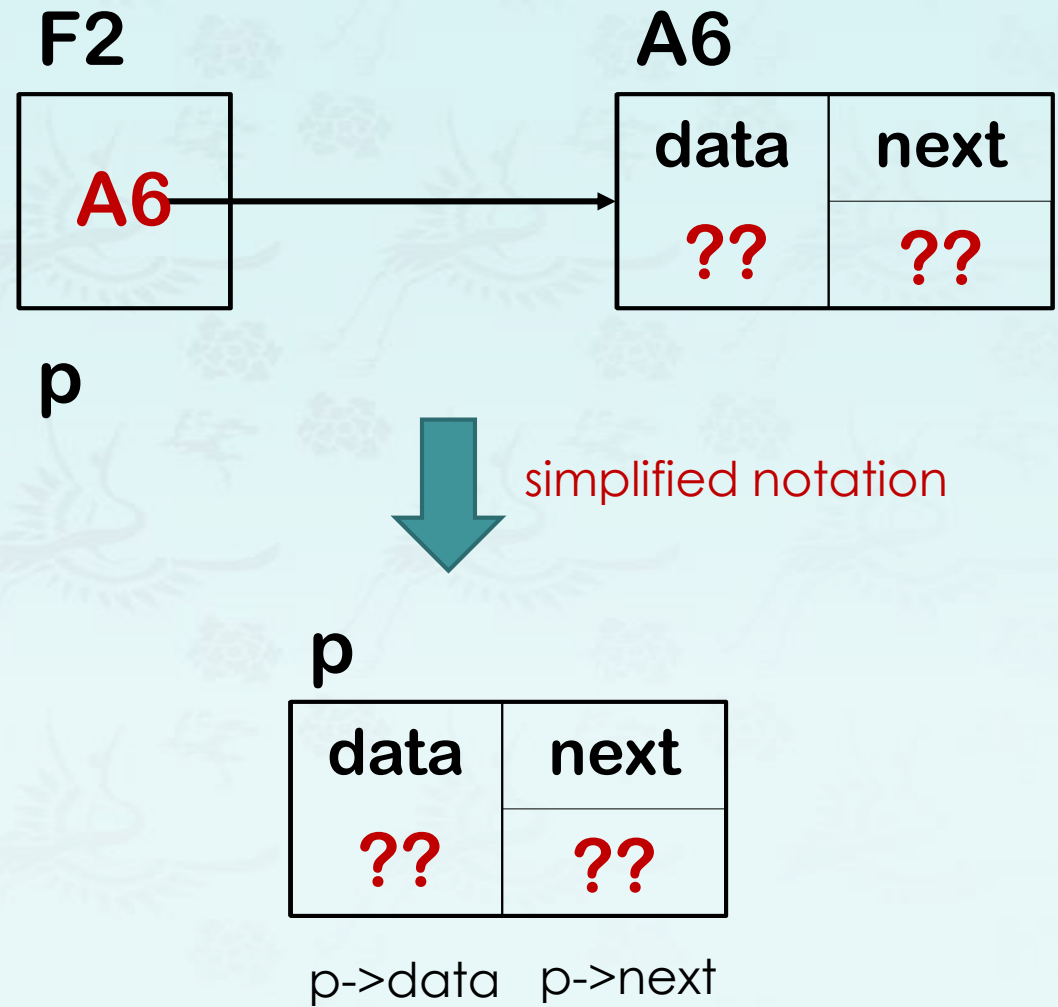 F2 A6
data next
A6
?? ??
p
simplified notation
p
data next
?? ??
p->data p->next